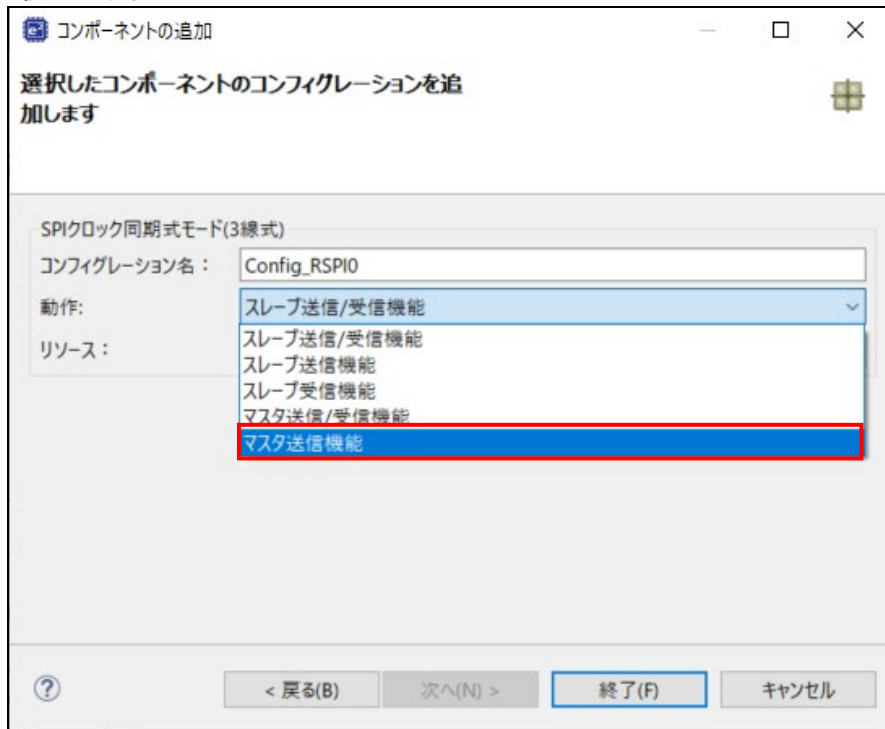 コンポーネントの追加
選択したコンポーネントのコンフィグレーションを追
加します
SPIクロック同期式モード(3線式)
コンフィグレーション名：
Config_RSPI0
動作:
スレーブ送信/受信機能
スレーブ送信/受信機能
スレーブ送信機能
スレーブ受信機能
マスタ送信/受信機能
マスタ送信機能
リソース：
< 戻る(B)
次へ(N) >
終了(F)
キャンセル